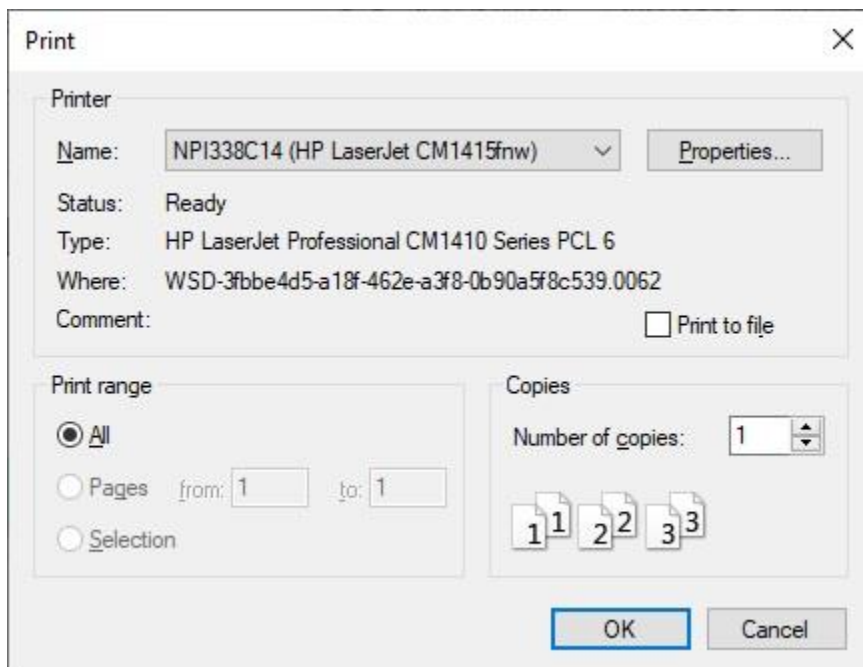 Print
Printer
Name: NPI338C14 (HP LaserJet CM1415fnw) Properties...
Status: Ready
Type: HP LaserJet Professional CM1410 Series PCL 6
Where: WSD-3fbbe4d5-a18f-462e-a3f8-0b90a5f8c539.0062
Comment: Print to file
Print range
All
Pages from: 1 to: 1
Selection
Copies
Number of copies: 1
1 1 2 2 3 3
OK Cancel